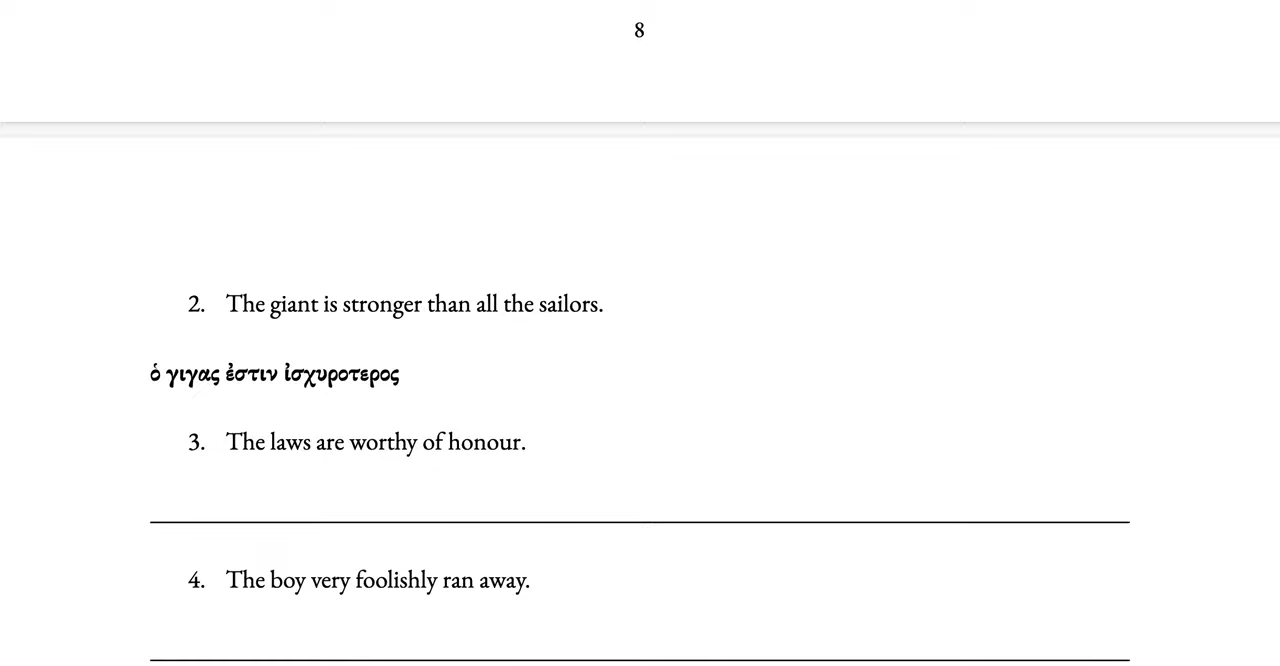 8
2. The giant is stronger than all the sailors.
ὁ γιγας ἐστιν ἰσχυροτερος
3. The laws are worthy of honour.
4. The boy very foolishly ran away.